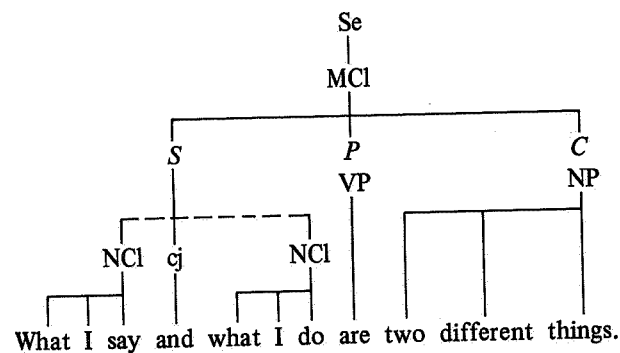 Se
MCl
S P C
VP NP
NCl cj NCl
What I say and what I do are two different things.